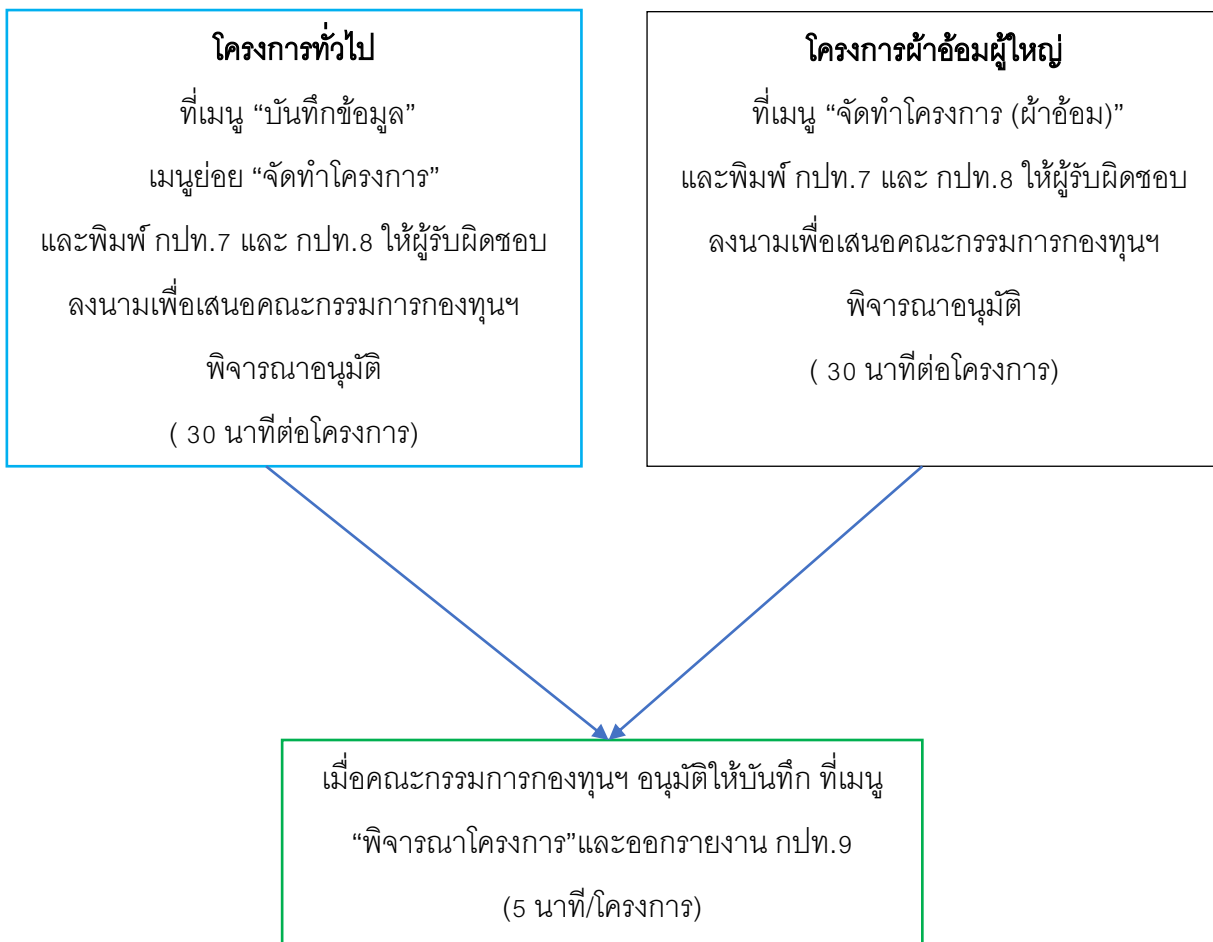 โครงการทั่วไป
ที่เมนู “บันทึกข้อมูล”
เมนูย่อย “จัดทำโครงการ”
และพิมพ์ กปท.7 และ กปท.8 ให้ผู้รับผิดชอบ
ลงนามเพื่อเสนอคณะกรรมการกองทุนฯ
พิจารณาอนุมัติ
( 30 นาทีต่อโครงการ)
โครงการผ้าอ้อมผู้ใหญ่
ที่เมนู “จัดทำโครงการ (ผ้าอ้อม)”
และพิมพ์ กปท.7 และ กปท.8 ให้ผู้รับผิดชอบ
ลงนามเพื่อเสนอคณะกรรมการกองทุนฯ
พิจารณาอนุมัติ
( 30 นาทีต่อโครงการ)
เมื่อคณะกรรมการกองทุนฯ อนุมัติให้บันทึก ที่เมนู
“พิจารณาโครงการ”และออกรายงาน กปท.9
(5 นาที/โครงการ)